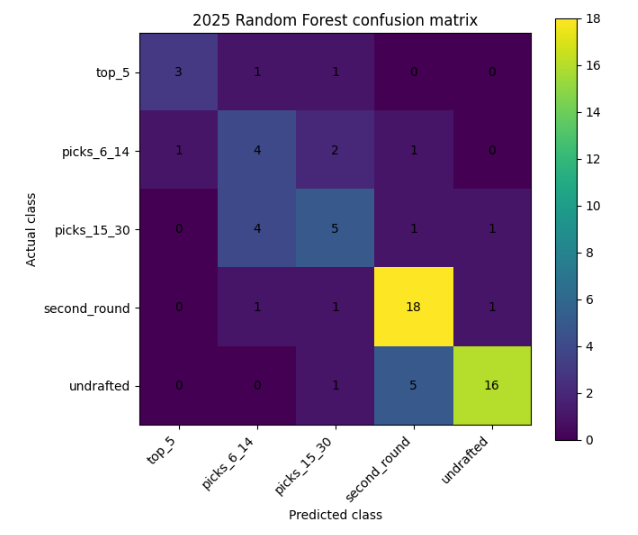 2025 Random Forest confusion matrix
18
16
14
12
10
8
6
4
2
0
top_5 3 1 1 0 0
picks_6_14 1 4 2 1 0
picks_15_30 0 4 5 1 1
second_round 0 1 1 18 1
undrafted 0 0 1 5 16
top_5 picks_6_14 picks_15_30 second_round undrafted
Actual class
Predicted class